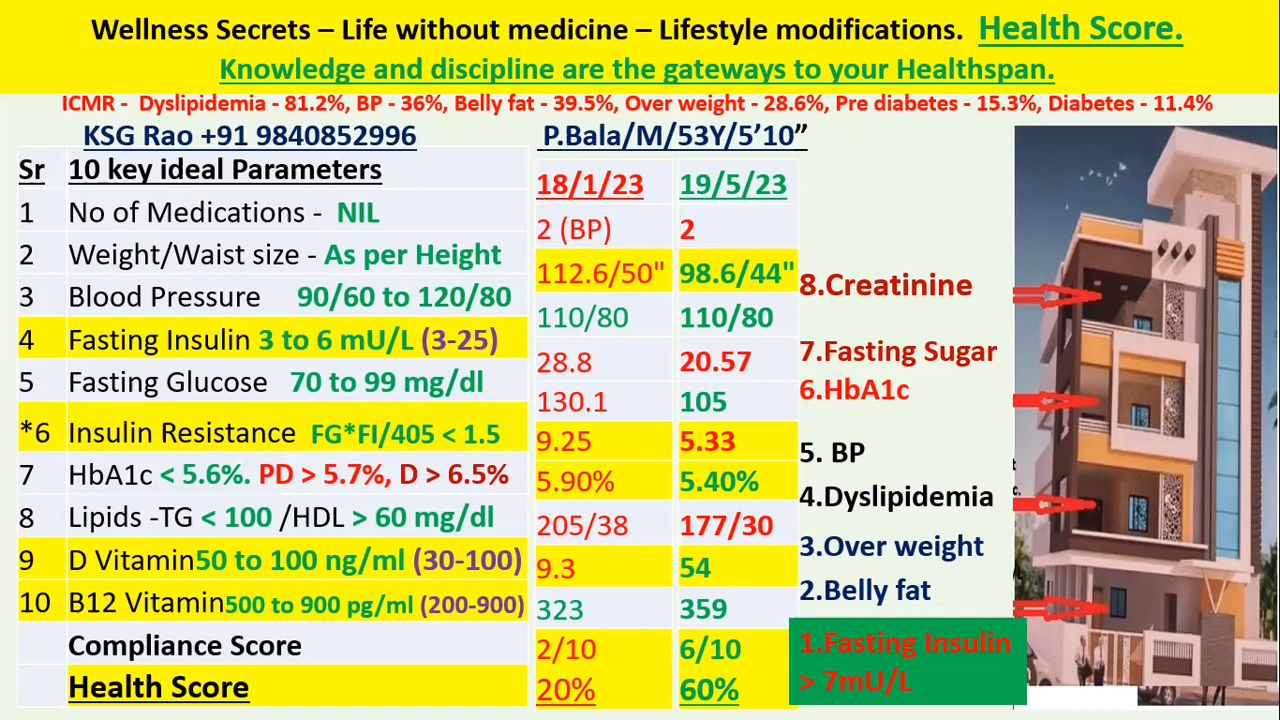 Wellness Secrets – Life without medicine – Lifestyle modifications. Health Score.
Knowledge and discipline are the gateways to your Healthspan.
ICMR - Dyslipidemia - 81.2%, BP - 36%, Belly fat - 39.5%, Over weight - 28.6%, Pre diabetes - 15.3%, Diabetes - 11.4%
KSG Rao +91 9840852996 P.Bala/M/53Y/5’10”
Sr 10 key ideal Parameters 18/1/23 19/5/23
1 No of Medications - NIL 2 (BP) 2
2 Weight/Waist size - As per Height 112.6/50" 98.6/44"
3 Blood Pressure 90/60 to 120/80 110/80 110/80
4 Fasting Insulin 3 to 6 mU/L (3-25) 28.8 20.57
5 Fasting Glucose 70 to 99 mg/dl 130.1 105
*6 Insulin Resistance FG*FI/405 < 1.5 9.25 5.33
7 HbA1c < 5.6%. PD > 5.7%, D > 6.5% 5.90% 5.40%
8 Lipids -TG < 100 /HDL > 60 mg/dl 205/38 177/30
9 D Vitamin50 to 100 ng/ml (30-100) 9.3 54
10 B12 Vitamin500 to 900 pg/ml (200-900) 323 359
Compliance Score 2/10 6/10
Health Score 20% 60%
8.Creatinine
7.Fasting Sugar
6.HbA1c
5. BP
4.Dyslipidemia
3.Over weight
2.Belly fat
1.Fasting Insulin
> 7mU/L